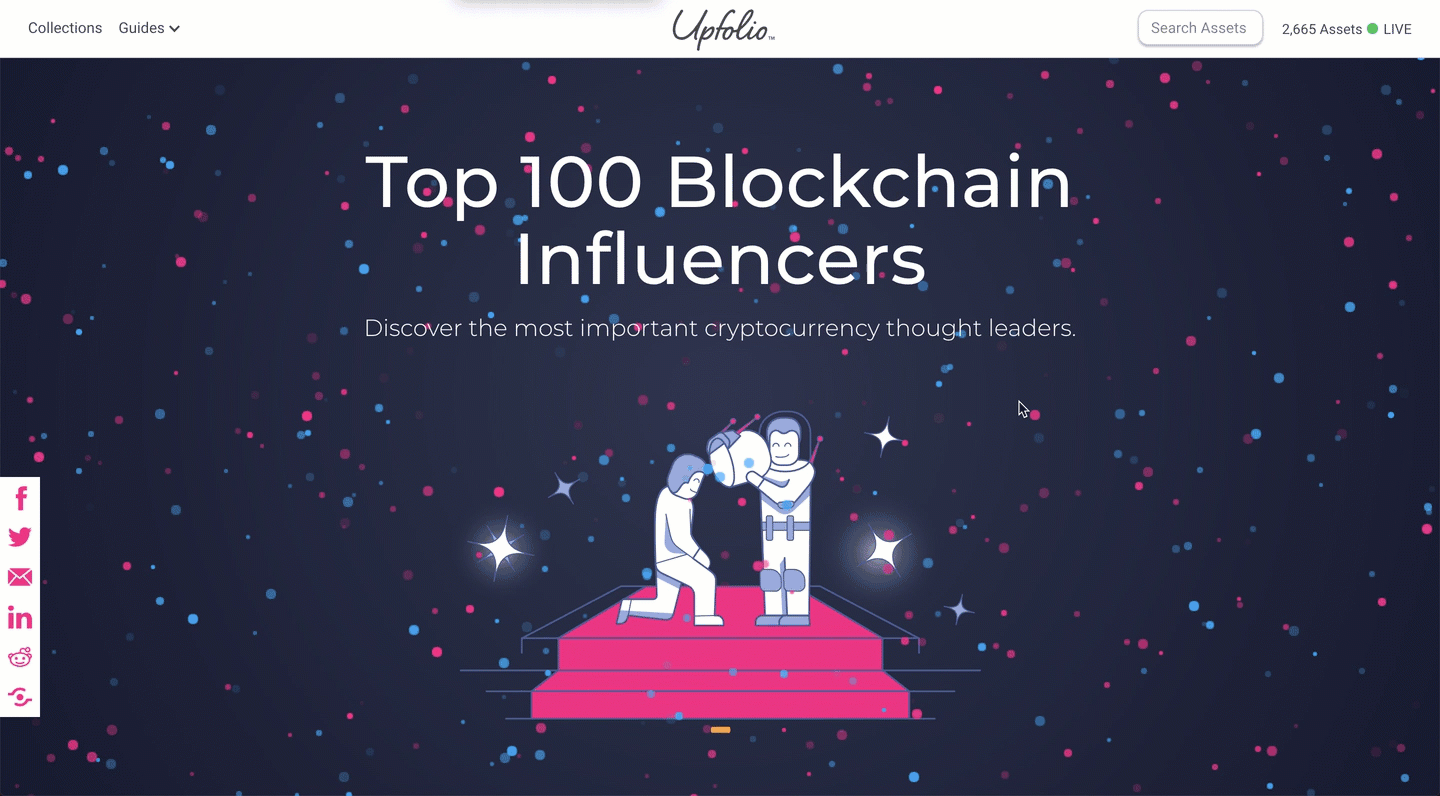 Collections
Guides
Upfolio™
Search Assets
2,665 Assets
LIVE
Top 100 Blockchain
Influencers
Discover the most important cryptocurrency thought leaders.